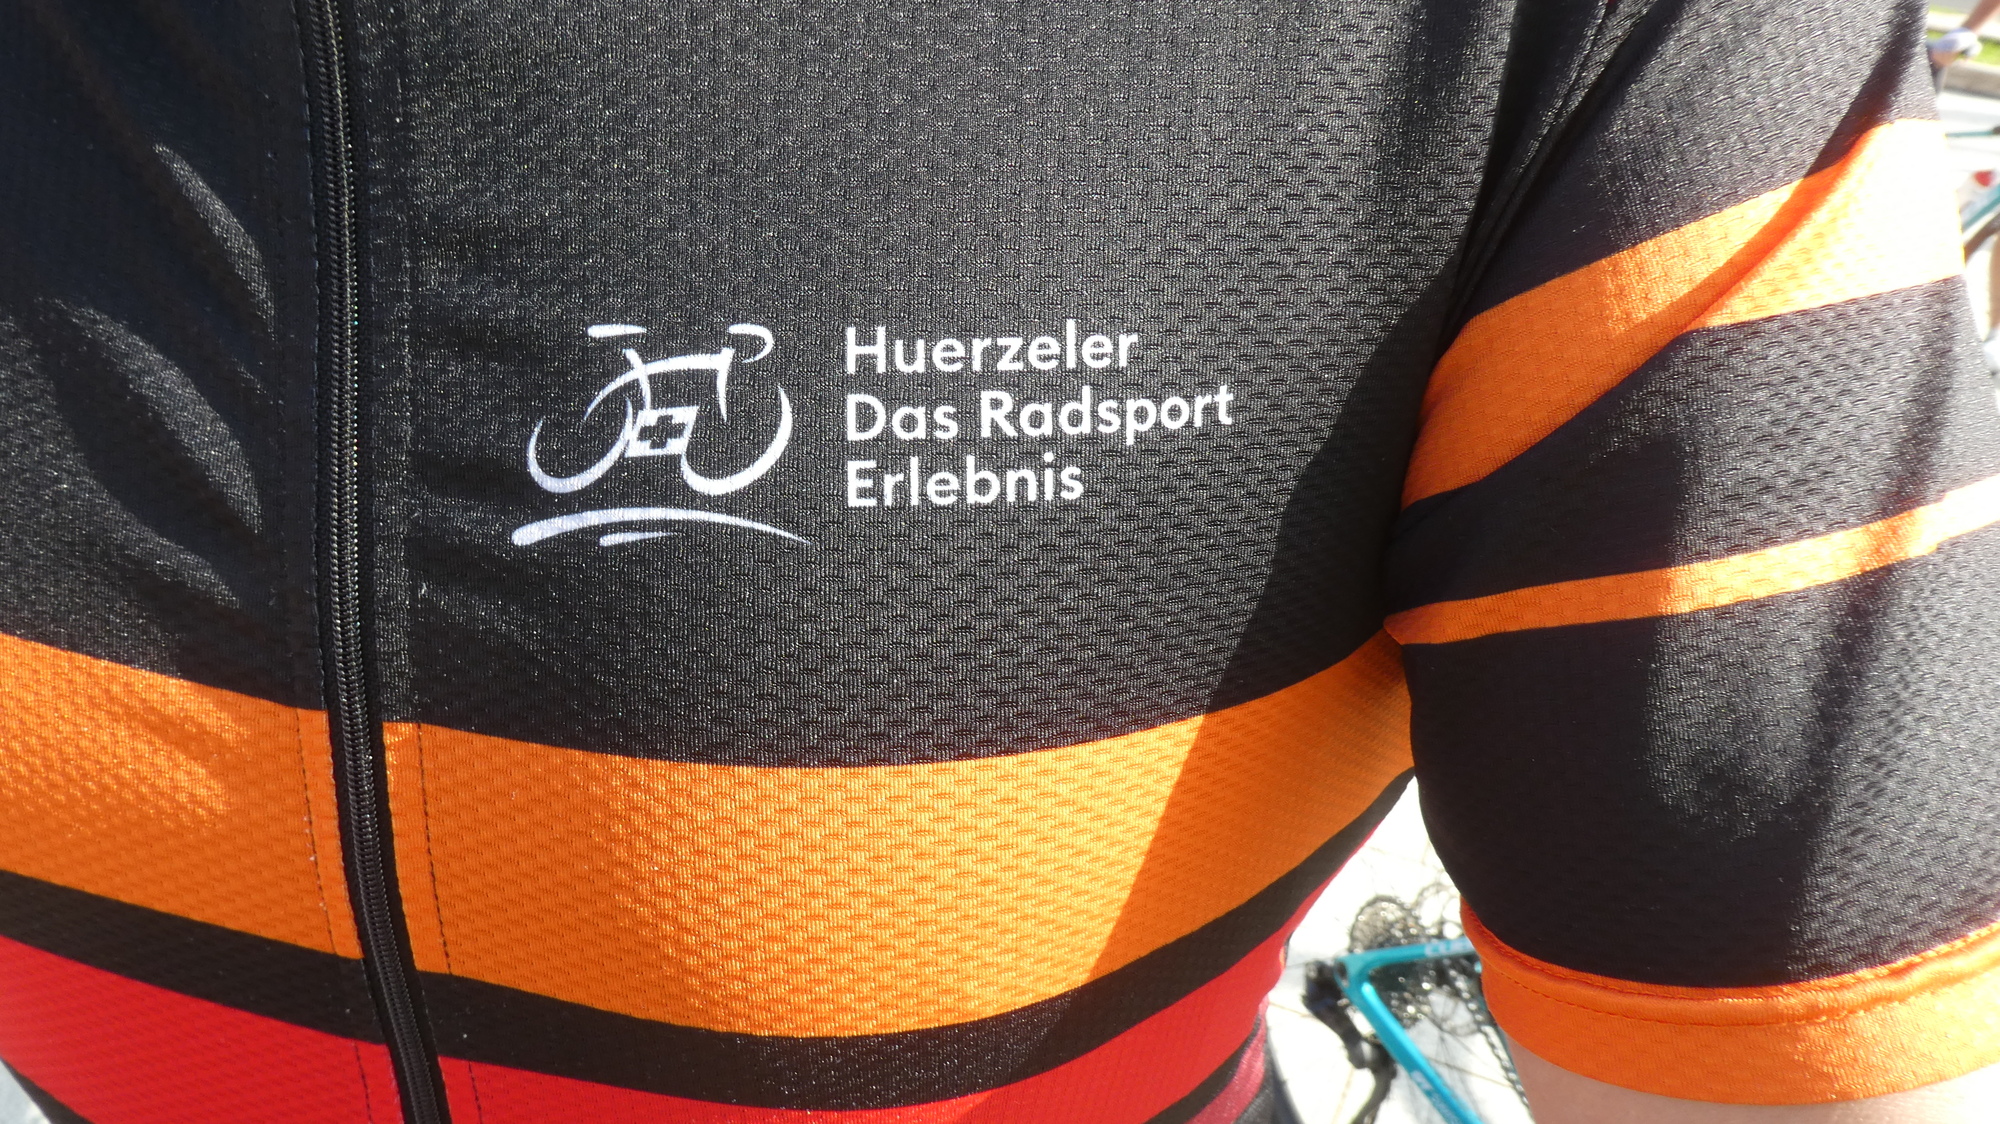 Huerzeler
Das Radsport
Erlebnis